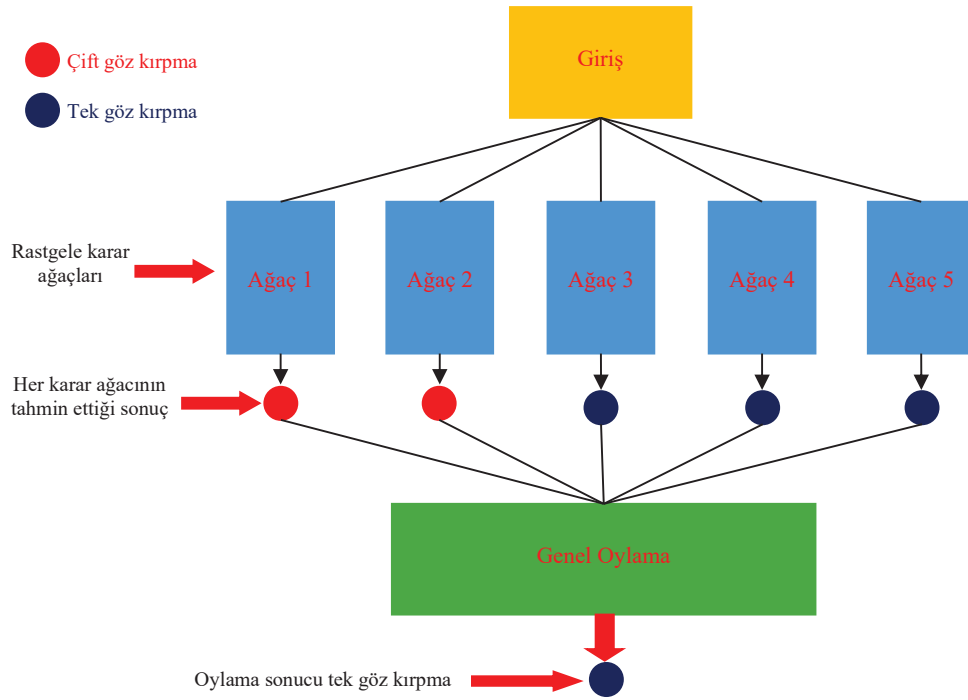 Giriş
Çift göz kırpma
Tek göz kırpma
Rastgele karar
ağaçları
Ağaç 1
Ağaç 2
Ağaç 3
Ağaç 4
Ağaç 5
Her karar ağacının
tahmin ettiği sonuç
Genel Oylama
Oylama sonucu tek göz kırpma